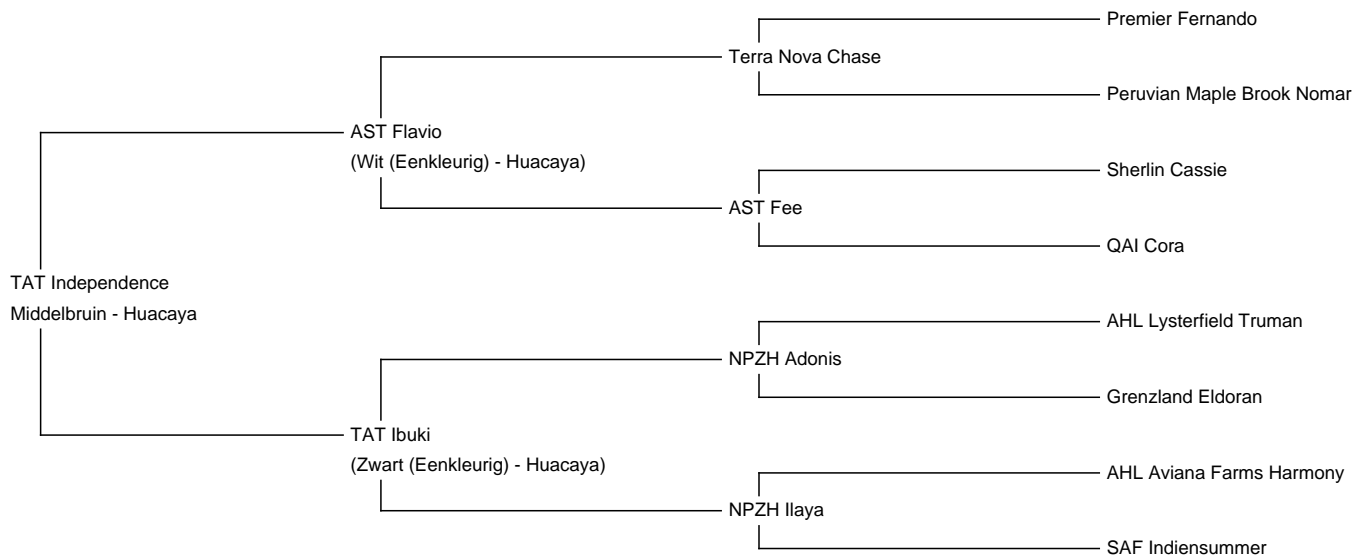 Premier Fernando
Terra Nova Chase
Peruvian Maple Brook Nomar
AST Flavio
(Wit (Eenkleurig) - Huacaya)
Sherlin Cassie
AST Fee
QAI Cora
TAT Independence
Middelbruin - Huacaya
AHL Lysterfield Truman
NPZH Adonis
Grenzland Eldoran
TAT Ibuki
(Zwart (Eenkleurig) - Huacaya)
AHL Aviana Farms Harmony
NPZH Ilaya
SAF Indiensummer